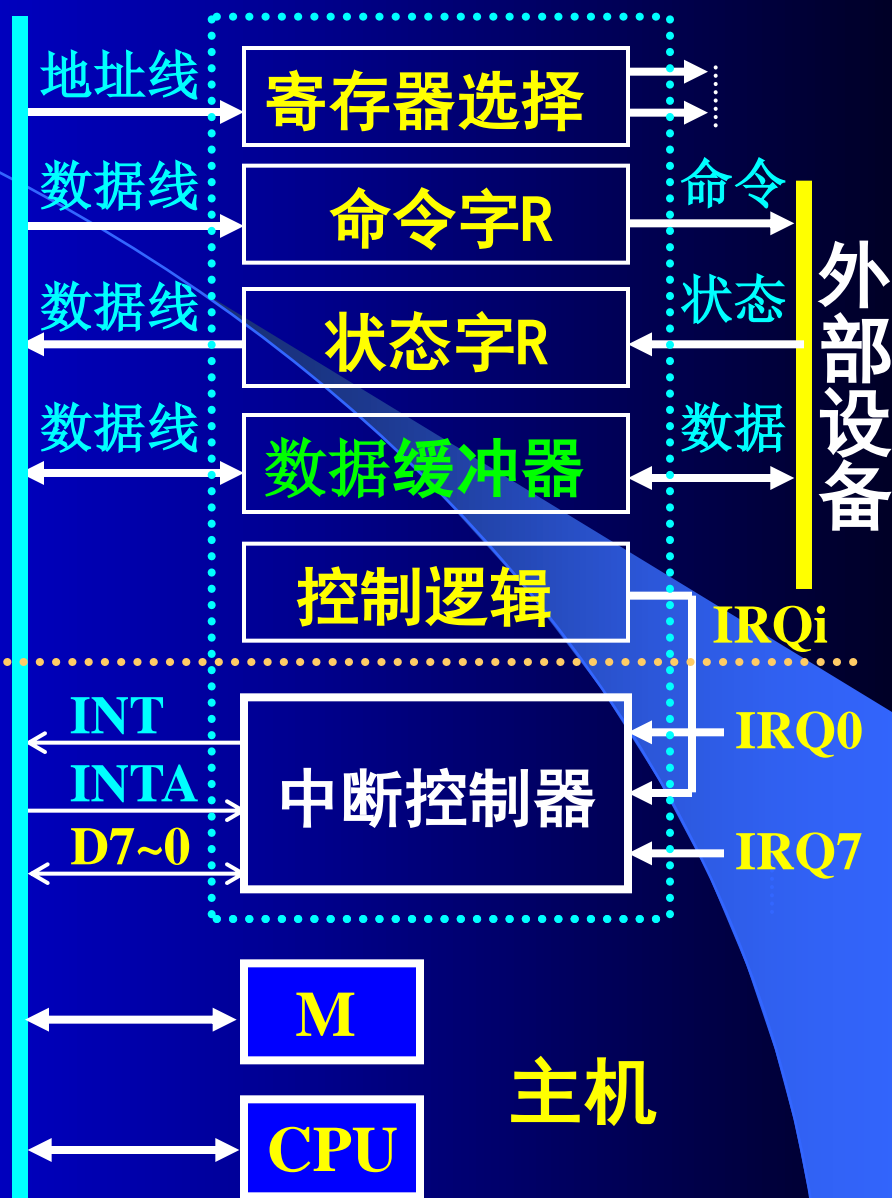 地址线
寄存器选择
数据线
命令字R
命令
数据线
状态字R
状态
数据线
数据缓冲器
数据
外部设备
控制逻辑
IRQi
INT
INTA
D7~0
中断控制器
IRQ0
IRQ7
M
主机
CPU